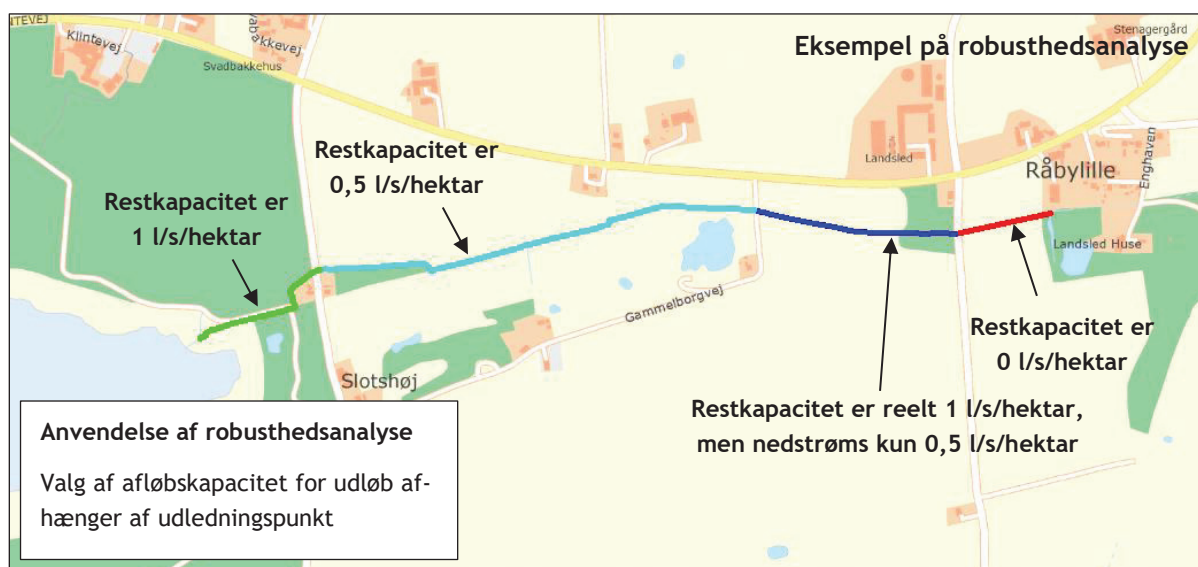 NTEVEJ
Klintevej
Svadbakkehus
akkevej
Eksempel på robusthedsanalyse
Stenagergård
Restkapacitet er
0,5 l/s/hektar
Landsled
Råbylille
Enghaven
Restkapacitet er
1 l/s/hektar
Landsled Huse
Gammelborgvej
Restkapacitet er
0 l/s/hektar
Slotshøj
Restkapacitet er reelt 1 l/s/hektar,
men nedstrøms kun 0,5 l/s/hektar
Anvendelse af robusthedsanalyse
Valg af afløbskapacitet for udløb af-
hænger af udledningspunkt